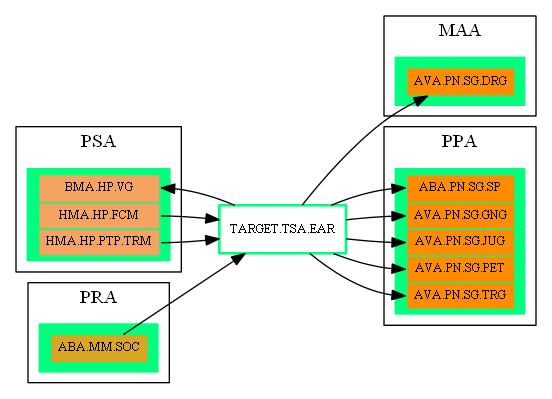 MAA
AVA.PN.SG.DRG
PSA
BMA.HP.VG
HMA.HP.FCM
HMA.HP.PTP.TRM
PPA
ABA.PN.SG.SP
AVA.PN.SG.GNG
AVA.PN.SG.JUG
AVA.PN.SG.PET
AVA.PN.SG.TRG
TARGET.TSA.EAR
PRA
ABA.MM.SOC